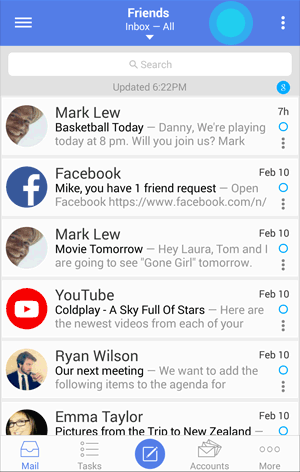 Friends
Inbox — All
Search
Updated 6:22PM
8
Mark Lew
7h
Basketball Today — Danny, We're playing
today at 8 pm. Will you join us? Mark
Facebook
Feb 10
Mike, you have 1 friend request — Open
Facebook https://www.facebook.com/n/
Mark Lew
Feb 10
Movie Tomorrow — Hey Laura, Tom and I
are going to see "Gone Girl" tomorrow.
YouTube
Feb 10
Coldplay - A Sky Full Of Stars — Here are
the newest videos from each of your
Ryan Wilson
Feb 10
Our next meeting — We want to add the
following items to the agenda for
Emma Taylor
Feb 10
Pictures from the Trip to New Zealand —
Mail
Tasks
Accounts
More